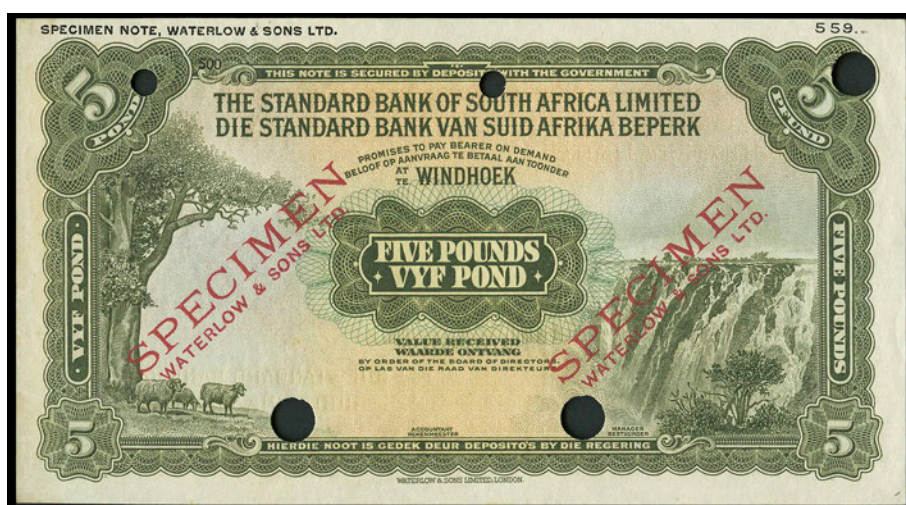 SPECIMEN NOTE, WATERLOW & SONS LTD.
559..
500
5
POND
THIS NOTE IS SECURED BY DEPOSIT WITH THE GOVERNMENT
5
POUND
THE STANDARD BANK OF SOUTH AFRICA LIMITED
DIE STANDARD BANK VAN SUID AFRIKA BEPERK
PROMISES TO PAY BEARER ON DEMAND
BELOOF OP AANVRAAG TE BETAAL AAN TOONDER
AT
TE WINDHOEK
SPECIMEN
WATERLOW & SONS LTD.
SPECIMEN
WATERLOW & SONS LTD.
FIVE POUNDS
VYF POND
VYF POND
FIVE POUNDS
VALUE RECEIVED
WAARDE ONTVANG
BY ORDER OF THE BOARD OF DIRECTORS
OP LAS VAN DIE RAAD VAN DIREKTEURE
ACCOUNTANT
REKENMEESTER
MANAGER
BESTUURDER
5
HIERDIE NOOT IS GEDEK DEUR DEPOSITO'S BY DIE REGERING
5
WATERLOW & SONS LIMITED, LONDON.